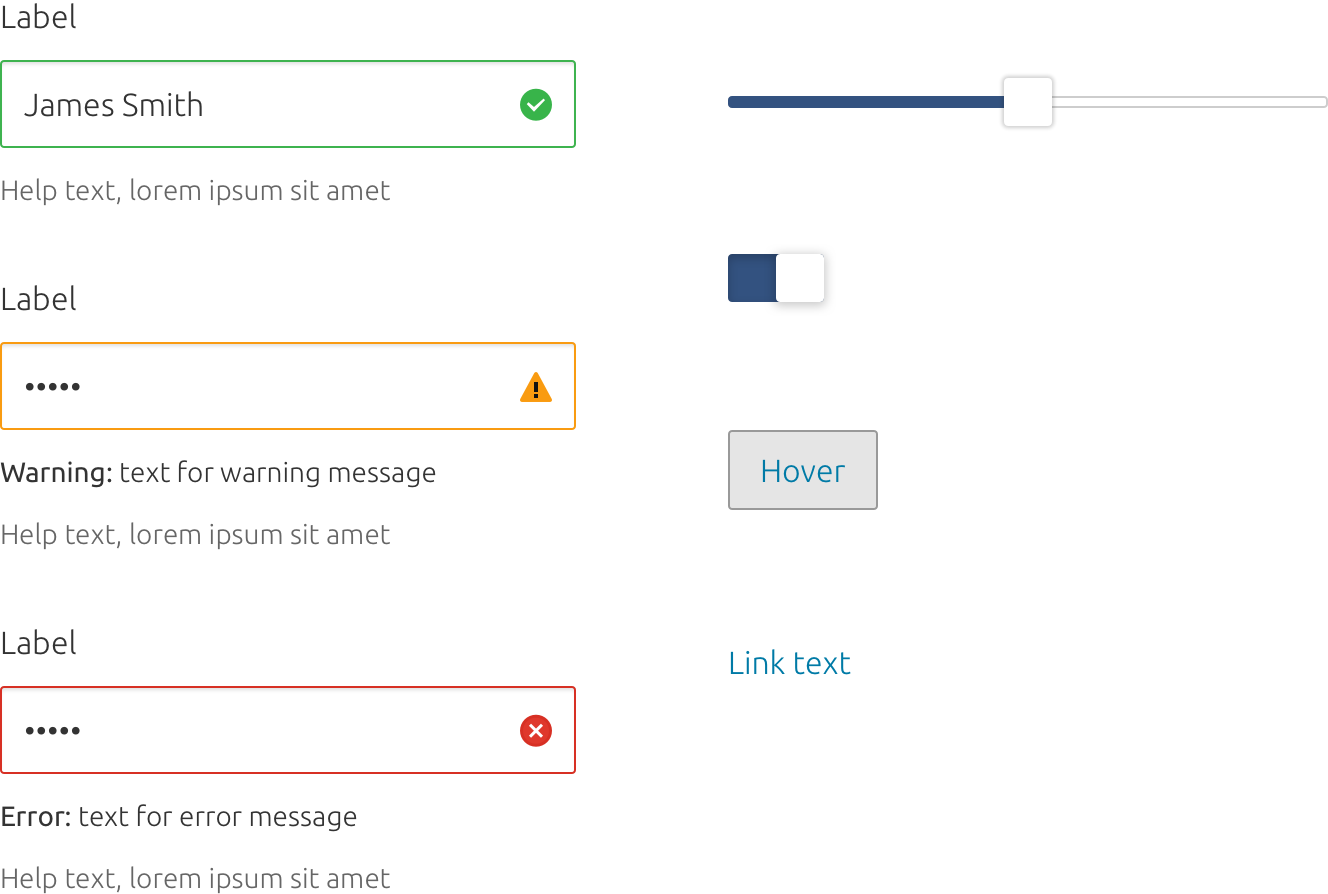 Label
James Smith
Help text, lorem ipsum sit amet
Label
•••••
Warning: text for warning message
Help text, lorem ipsum sit amet
Label
•••••
Error: text for error message
Help text, lorem ipsum sit amet
Hover
Link text